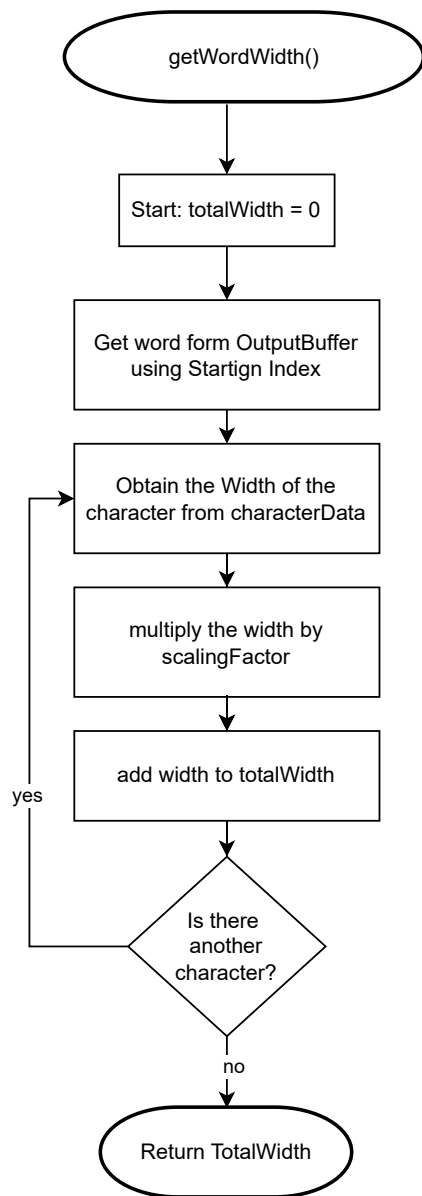 getWordWidth()
Start: totalWidth = 0
Get word form OutputBuffer
using Startign Index
Obtain the Width of the
character from characterData
multiply the width by
scalingFactor
add width to totalWidth
yes
Is there
another
character?
no
Return TotalWidth